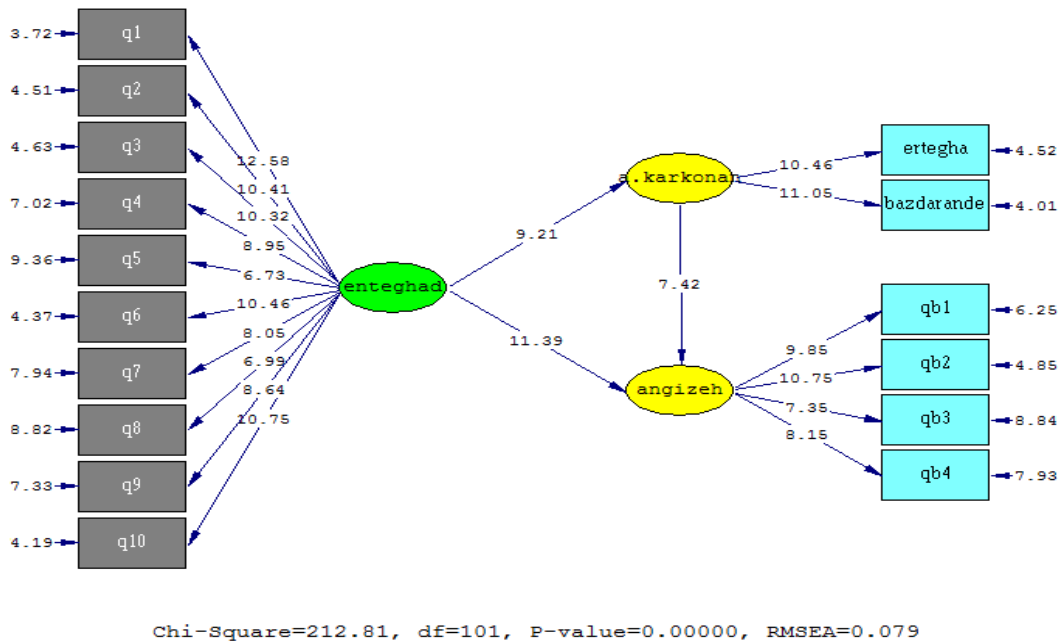 3.72 q1
4.51 q2
4.63 q3
7.02 q4
9.36 q5
4.37 q6
7.94 q7
8.82 q8
7.33 q9
4.19 q10
12.58
10.41
10.32
8.95
6.73
10.46
8.05
6.99
8.64
10.75
enteghad
9.21
11.39
a.karkonan
7.42
angizeh
10.46
11.05
ertegha 4.52
bazdarande 4.01
9.85
10.75
7.35
8.15
qb1 6.25
qb2 4.85
qb3 8.84
qb4 7.93
Chi-Square=212.81, df=101, P-value=0.00000, RMSEA=0.079